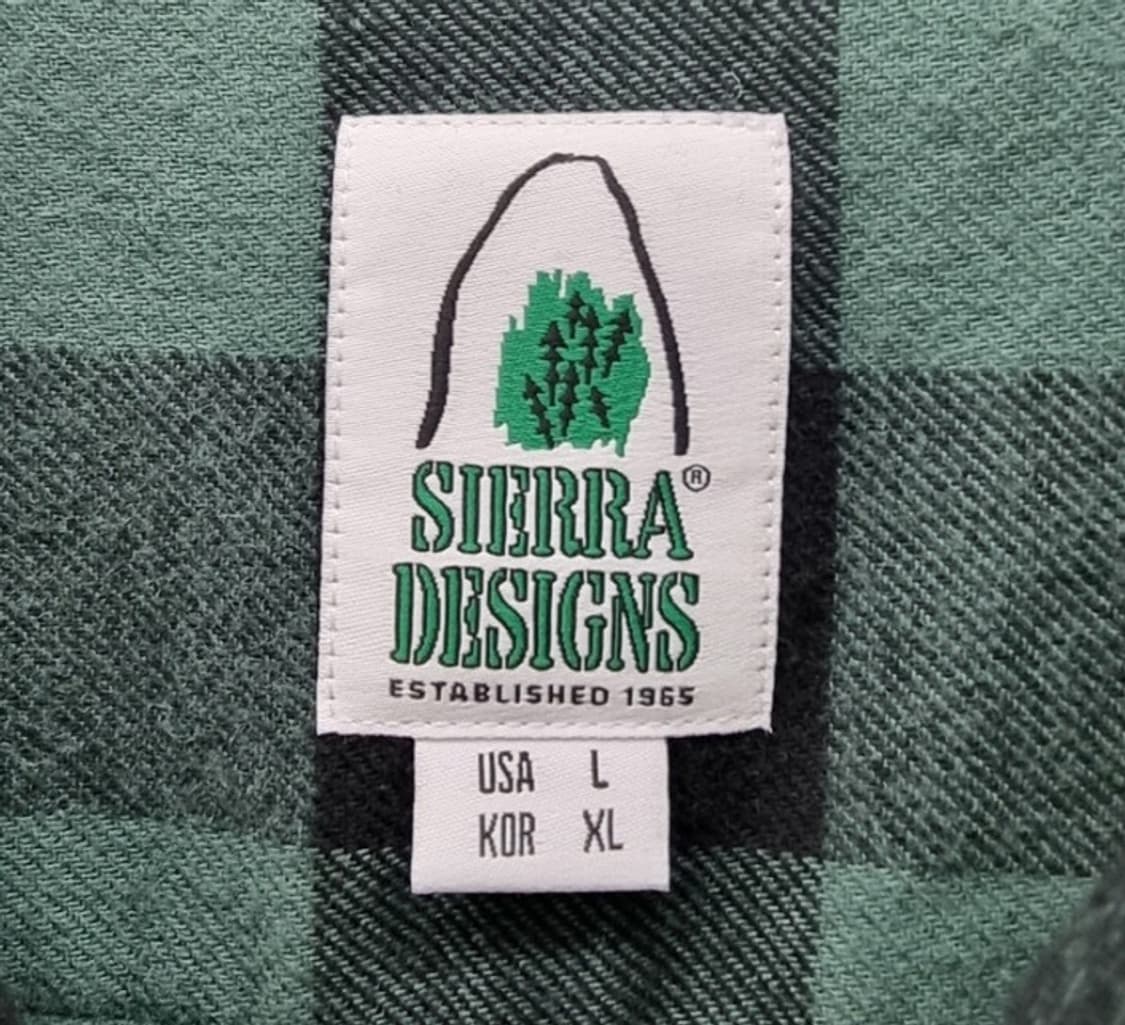 SIERRA®
DESIGNS
ESTABLISHED 1965
USA L
KOR XL